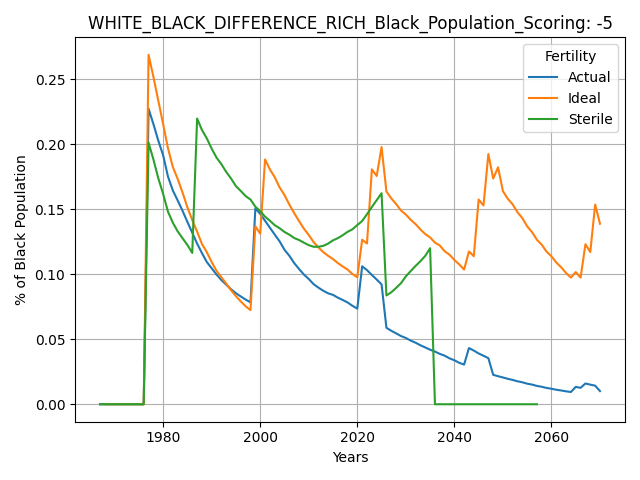 WHITE_BLACK_DIFFERENCE_RICH_Black_Population_Scoring: -5
Fertility
Actual
Ideal
Sterile
% of Black Population
0.25
0.20
0.15
0.10
0.05
0.00
1980 2000 2020 2040 2060
Years